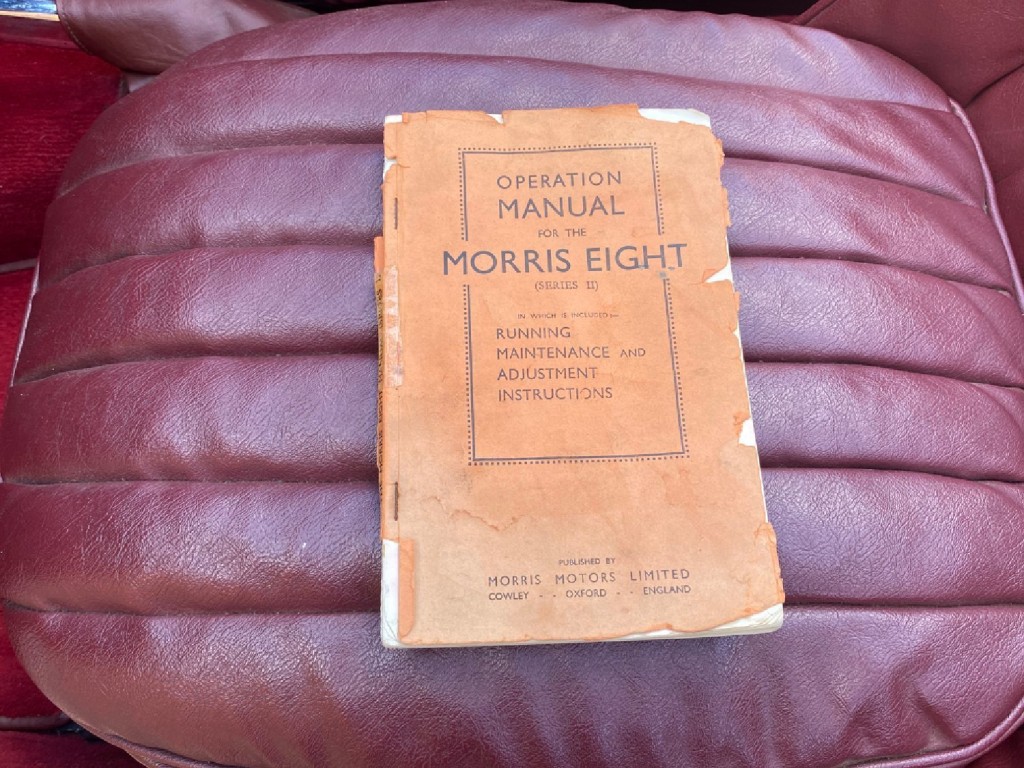 OPERATION
MANUAL
FOR THE
MORRIS EIGHT
(SERIES II)
IN WHICH IS INCLUDED:—
RUNNING
MAINTENANCE AND
ADJUSTMENT
INSTRUCTIONS
PUBLISHED BY
MORRIS MOTORS LIMITED
COWLEY - - OXFORD - - ENGLAND